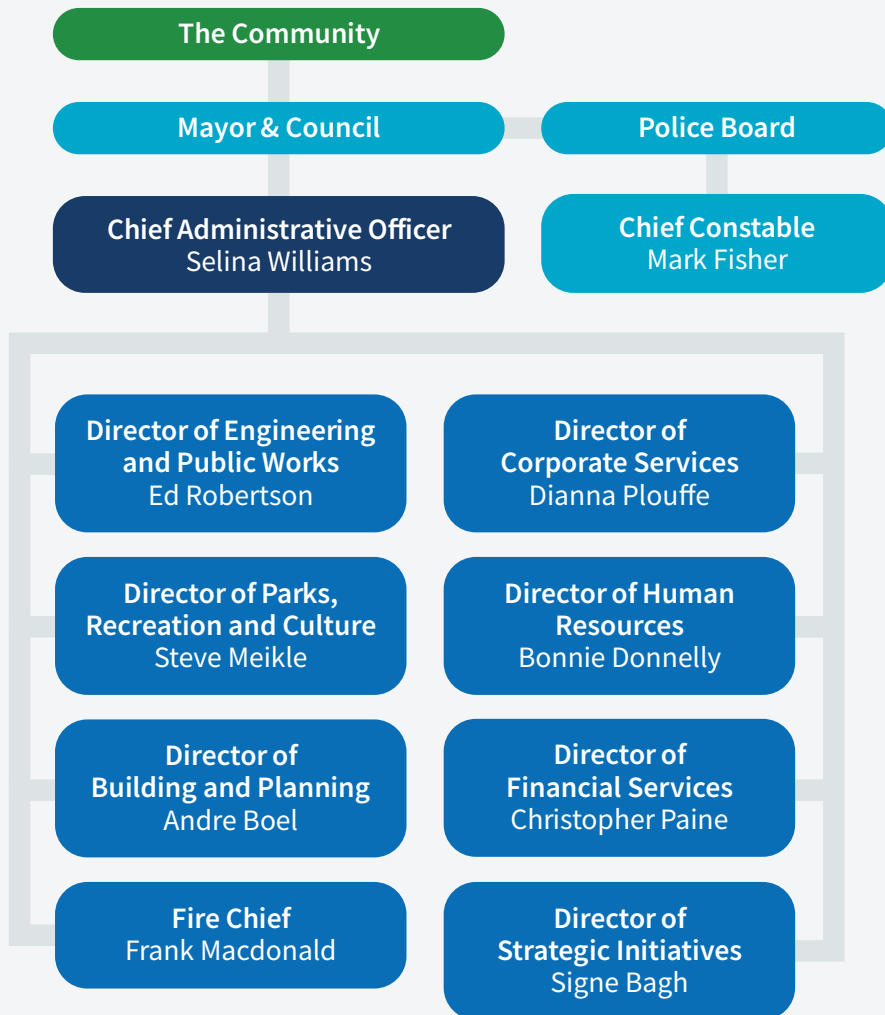 The Community
Mayor & Council
Police Board
Chief Administrative Officer
Selina Williams
Chief Constable
Mark Fisher
Director of Engineering
and Public Works
Ed Robertson
Director of
Corporate Services
Dianna Plouffe
Director of Parks,
Recreation and Culture
Steve Meikle
Director of Human
Resources
Bonnie Donnelly
Director of
Building and Planning
Andre Boel
Director of
Financial Services
Christopher Paine
Fire Chief
Frank Macdonald
Director of
Strategic Initiatives
Signe Bagh